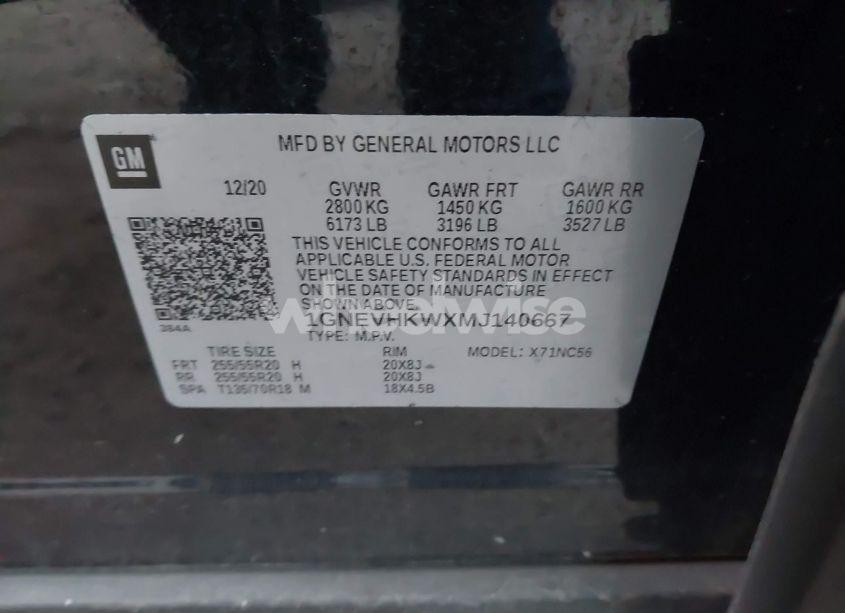 GM
MFD BY GENERAL MOTORS LLC
12/20 GVWR GAWR FRT GAWR RR
2800 KG 1450 KG 1600 KG
6173 LB 3196 LB 3527 LB
THIS VEHICLE CONFORMS TO ALL
APPLICABLE U.S. FEDERAL MOTOR
VEHICLE SAFETY STANDARDS IN EFFECT
ON THE DATE OF MANUFACTURE
SHOWN ABOVE.
384A
1GNEVHKWXMJ140667
TYPE: M.P.V.
TIRE SIZE RIM MODEL: X71NC56
FRT 255/55R20 H 20X8J
RR 255/55R20 H 20X8J
SPA T135/70R18 M 18X4.5B